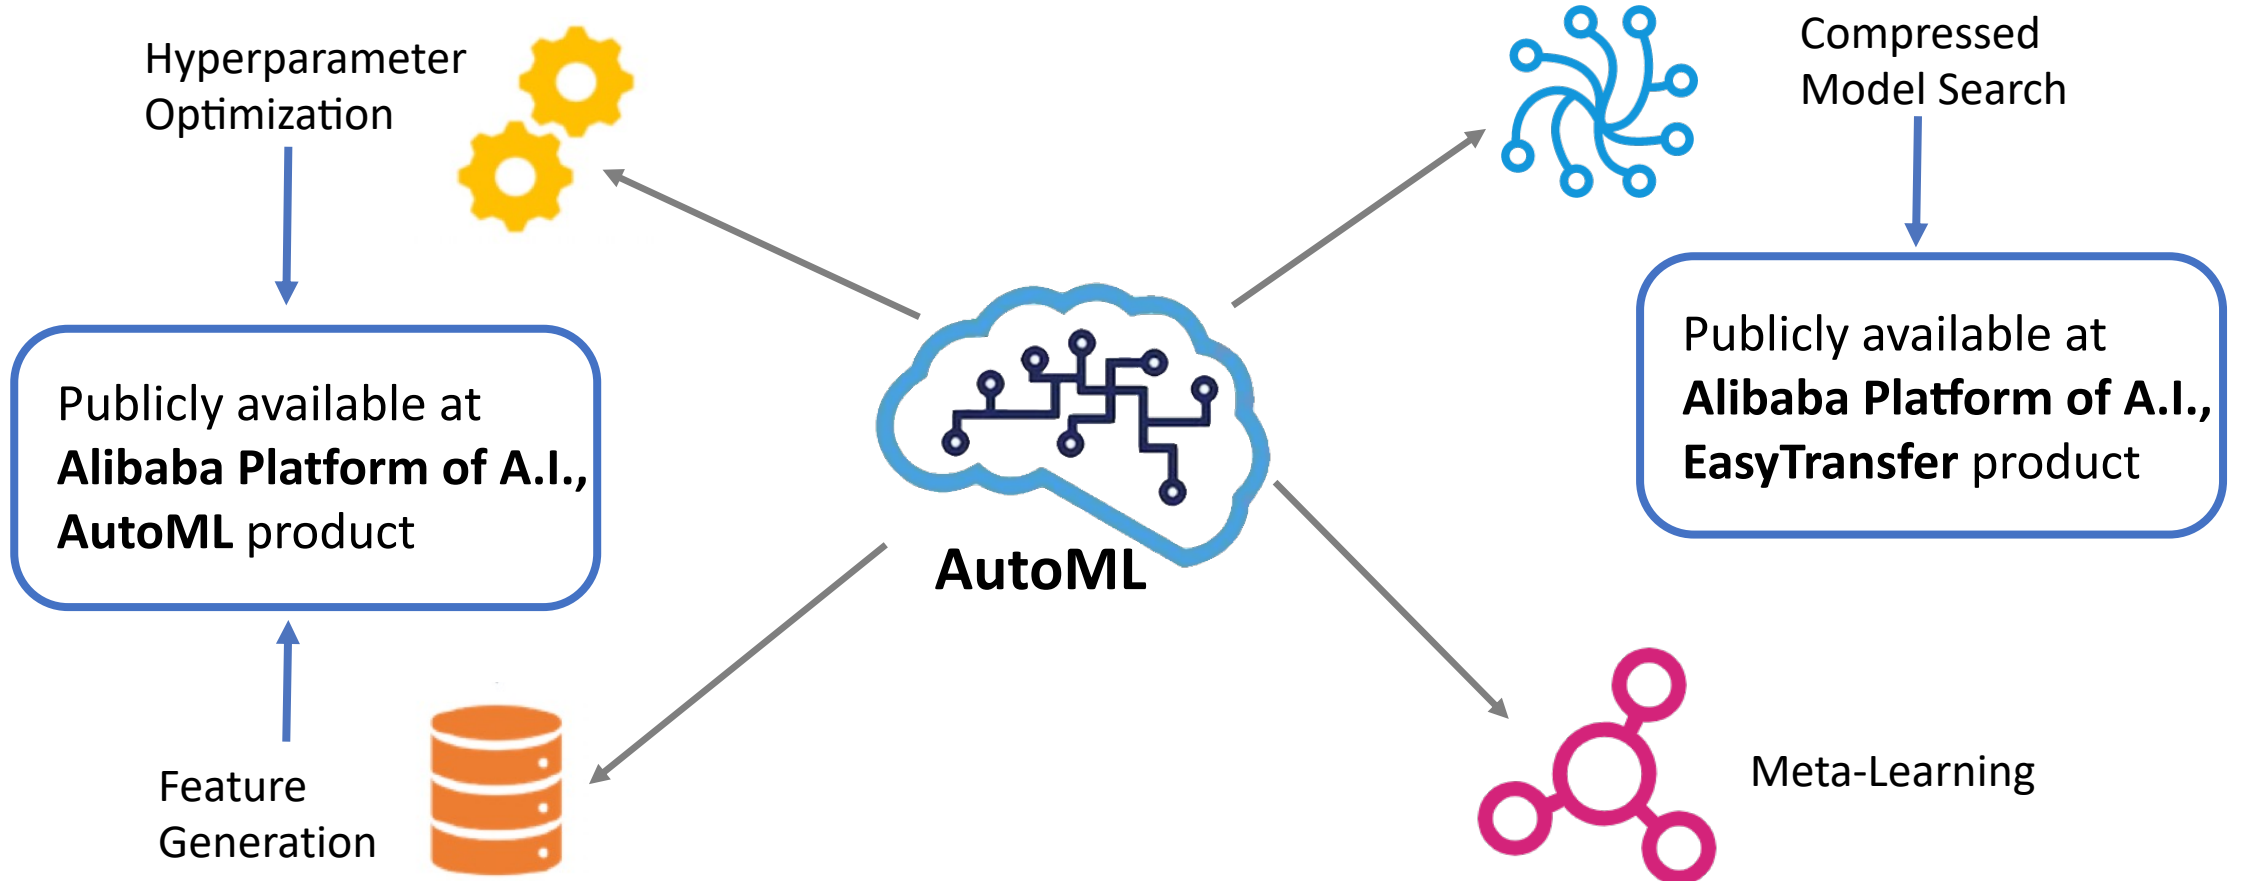 Hyperparameter
Optimization
Compressed
Model Search
Publicly available at
Alibaba Platform of A.I.,
AutoML product
Publicly available at
Alibaba Platform of A.I.,
EasyTransfer product
AutoML
Feature
Generation
Meta-Learning